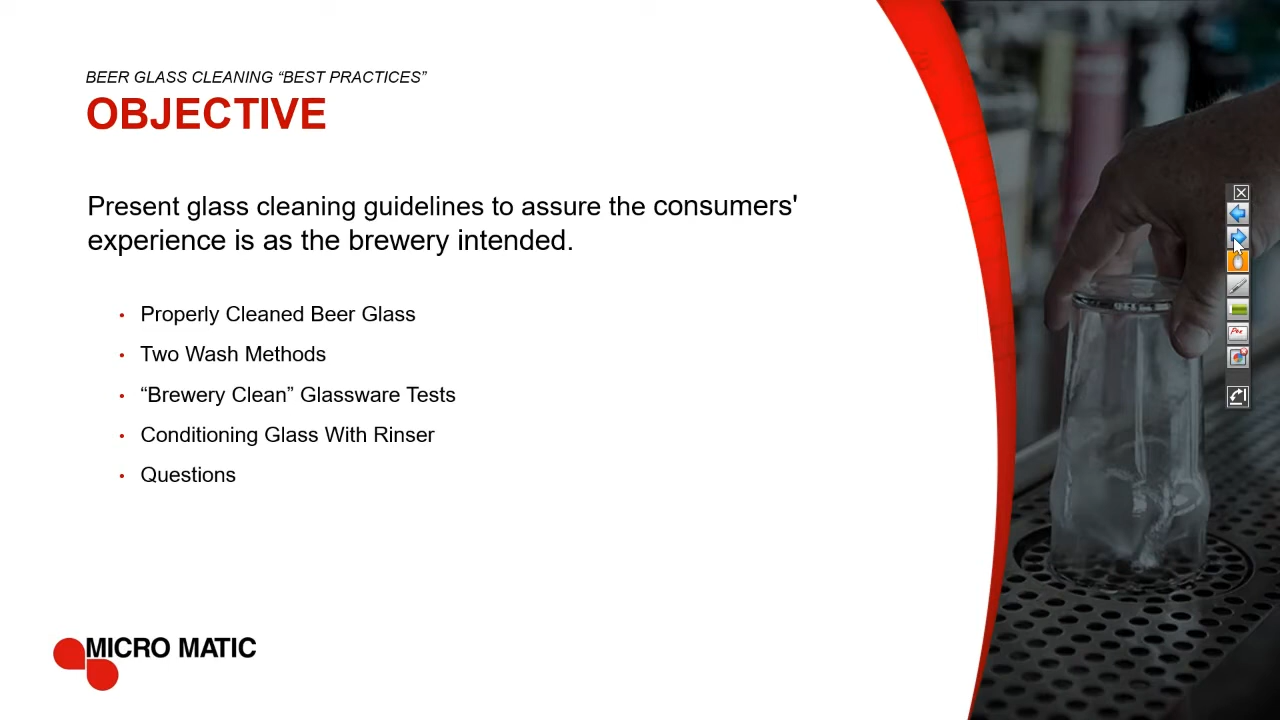 BEER GLASS CLEANING “BEST PRACTICES”
OBJECTIVE
Present glass cleaning guidelines to assure the consumers'
experience is as the brewery intended.
• Properly Cleaned Beer Glass
• Two Wash Methods
• “Brewery Clean” Glassware Tests
• Conditioning Glass With Rinser
• Questions
MICRO MATIC